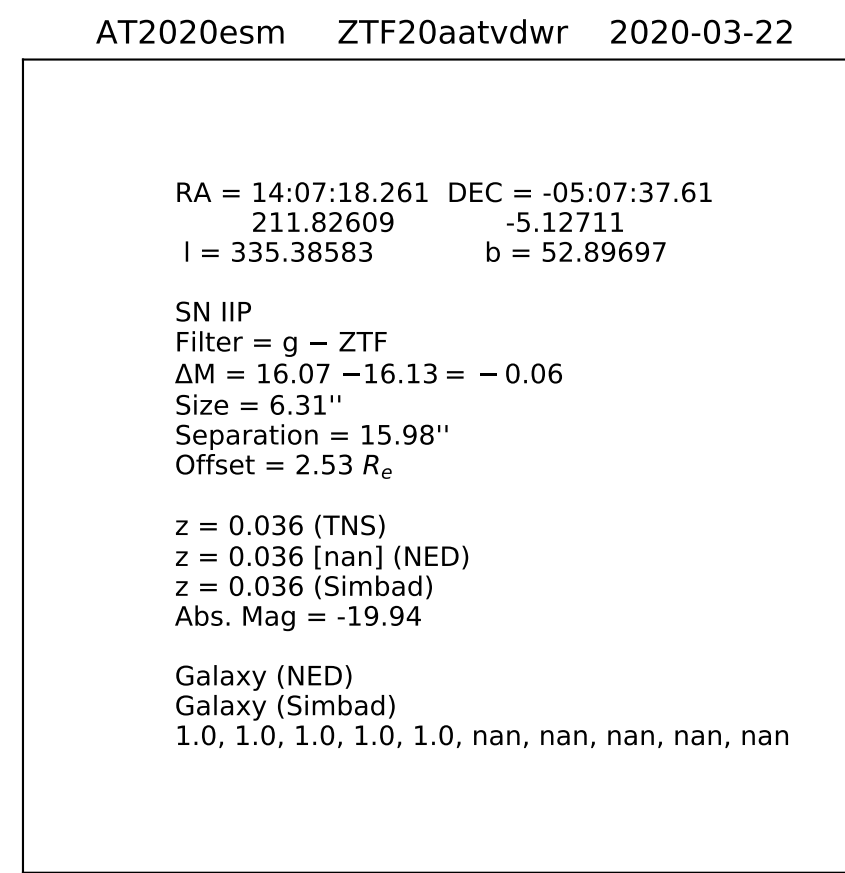 AT2020esm ZTF20aatvdwr 2020-03-22
RA = 14:07:18.261 DEC = -05:07:37.61
211.82609 -5.12711
l = 335.38583 b = 52.89697
SN IIP
Filter = g − ZTF
ΔM = 16.07 −16.13 = − 0.06
Size = 6.31''
Separation = 15.98''
Offset = 2.53 Rₑ
z = 0.036 (TNS)
z = 0.036 [nan] (NED)
z = 0.036 (Simbad)
Abs. Mag = -19.94
Galaxy (NED)
Galaxy (Simbad)
1.0, 1.0, 1.0, 1.0, 1.0, nan, nan, nan, nan, nan